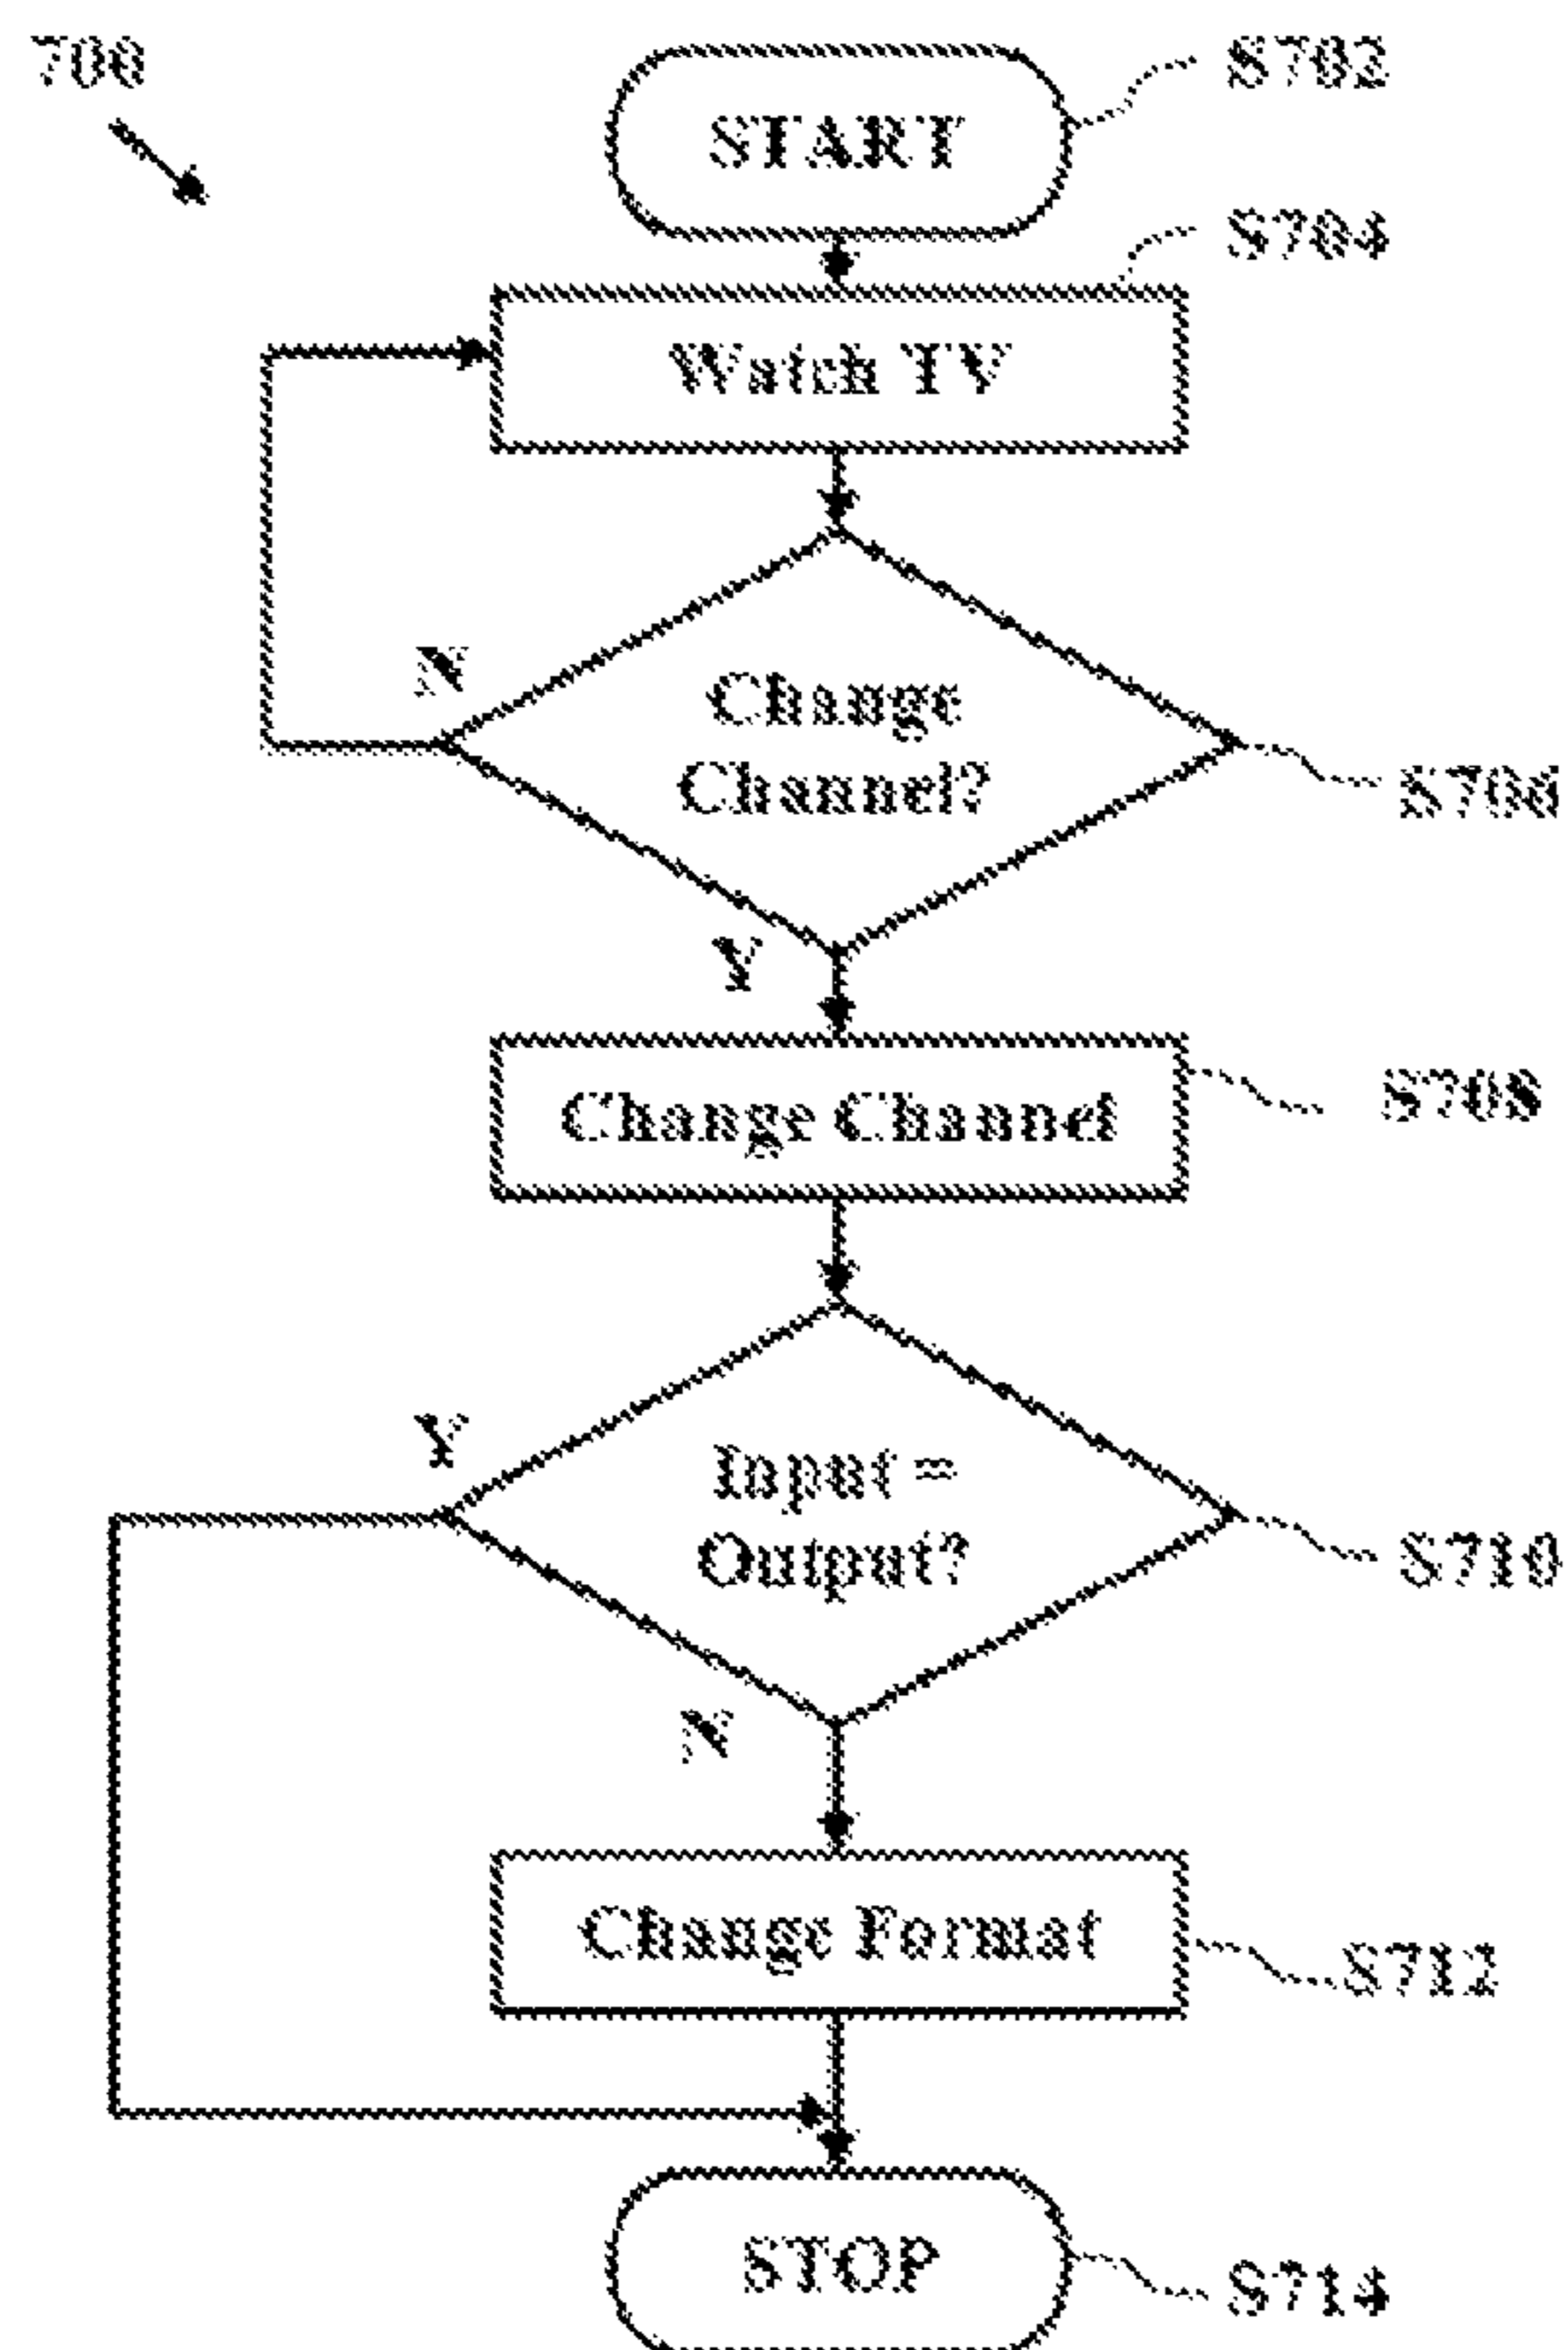 700
START
S702
S704
Watch TV
N
Change
Channel?
S706
Y
Change Channel
S708
Y
Input =
Output?
S710
N
Change Format
S712
STOP
S714